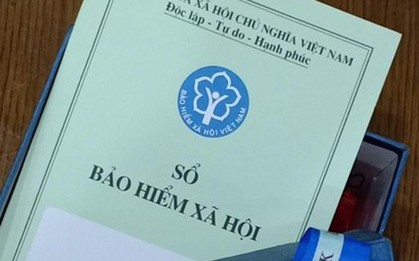 XÃ HỘI CHỦ NGHĨA VIỆT NAM
Độc lập - Tự do - Hạnh phúc
BẢO HIỂM XÃ HỘI VIỆT NAM
SỔ
BẢO HIỂM XÃ HỘI
K